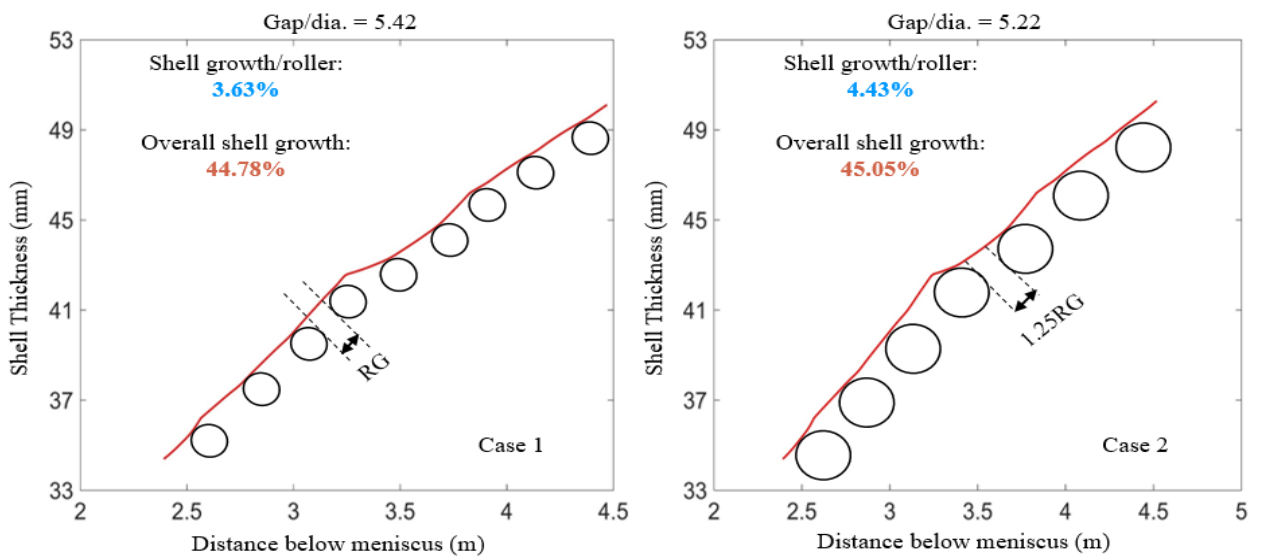 Gap/dia. = 5.42
53
49
45
41
37
33
Shell Thickness (mm)
Shell growth/roller:
3.63%
Overall shell growth:
44.78%
RG
Case 1
2
2.5
3
3.5
4
4.5
Distance below meniscus (m)
Gap/dia. = 5.22
53
49
45
41
37
33
Shell Thickness (mm)
Shell growth/roller:
4.43%
Overall shell growth:
45.05%
1.25RG
Case 2
2
2.5
3
3.5
4
4.5
5
Distance below meniscus (m)